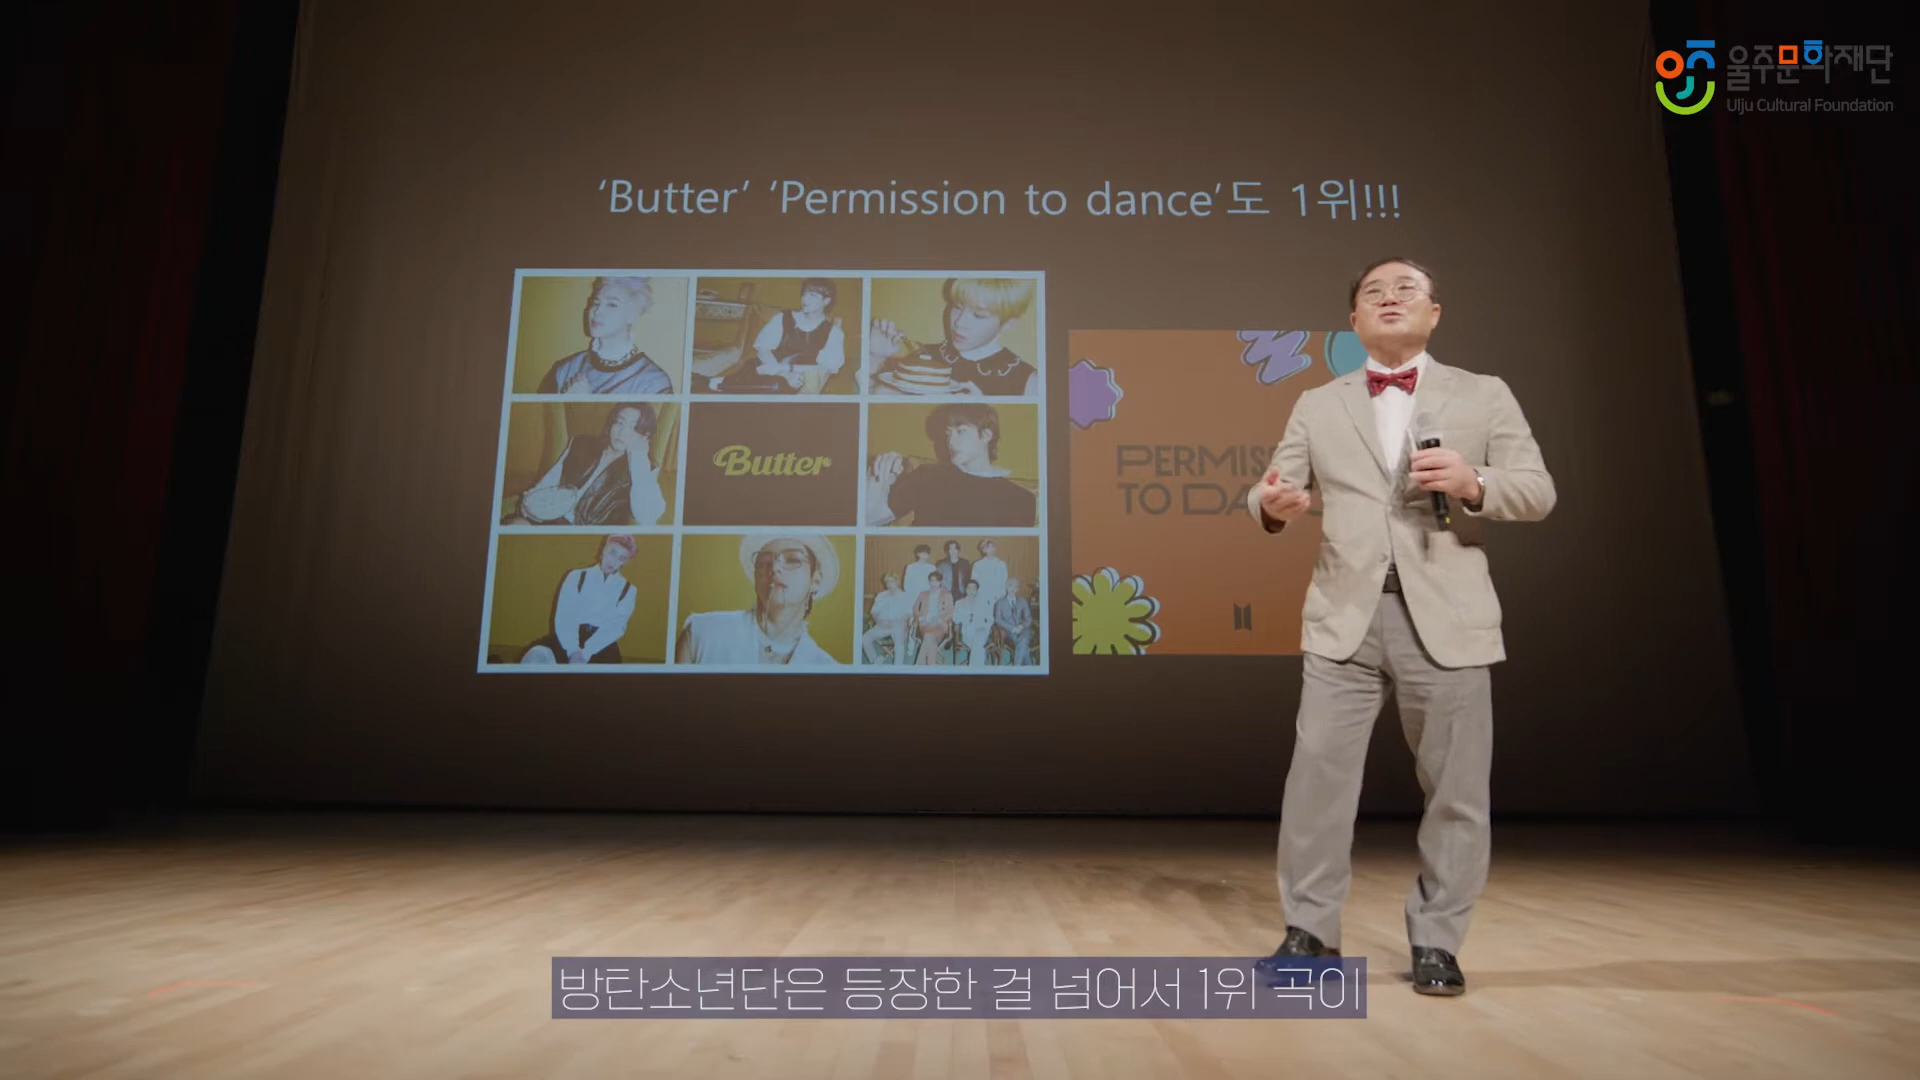 울주문화재단
Ulju Cultural Foundation
‘Butter’ ‘Permission to dance’도 1위!!!
Butter
PERMISS
TO DA
방탄소년단은 등장한 걸 넘어서 1위 곡이